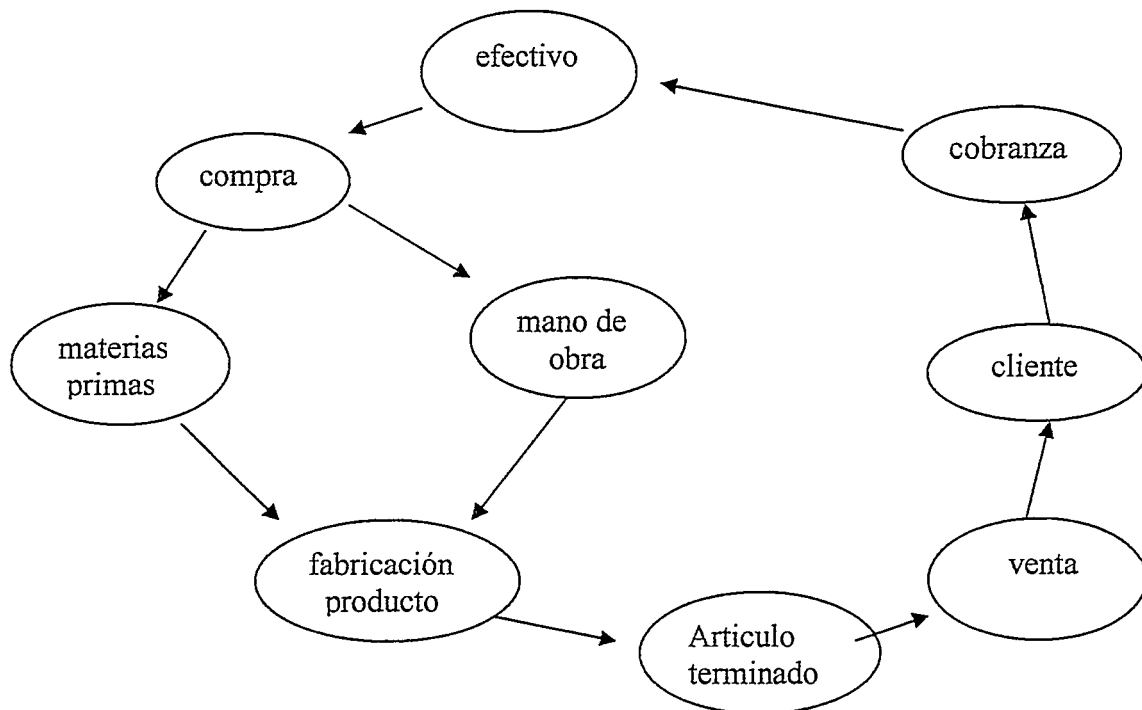 efectivo
compra
cobranza
materias
primas
mano de
obra
cliente
fabricación
producto
venta
Articulo
terminado